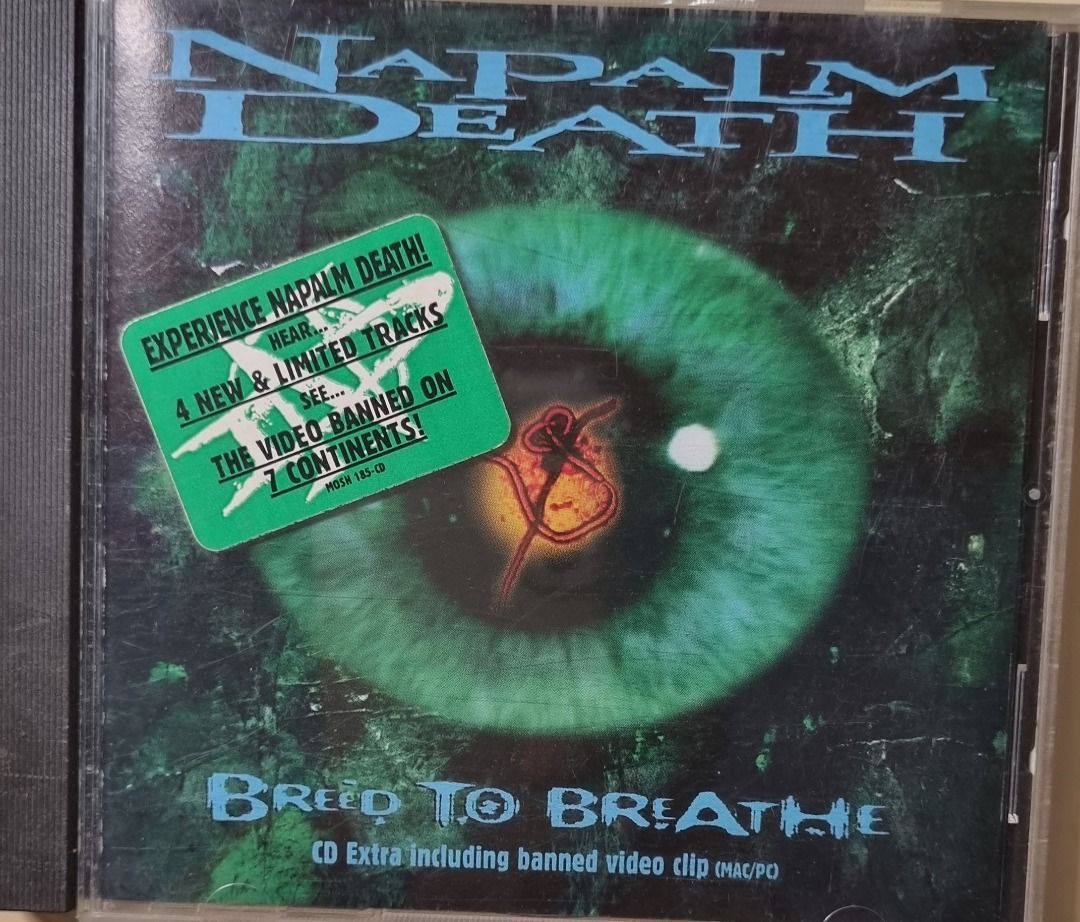 NAPALM
DEATH
EXPERIENCE NAPALM DEATH!
HEAR...
4 NEW & LIMITED TRACKS
SEE...
THE VIDEO BANNED ON
7 CONTINENTS!
MOSH 185-CD
BREED TO BREATHE
CD Extra including banned video clip (MAC/PC)